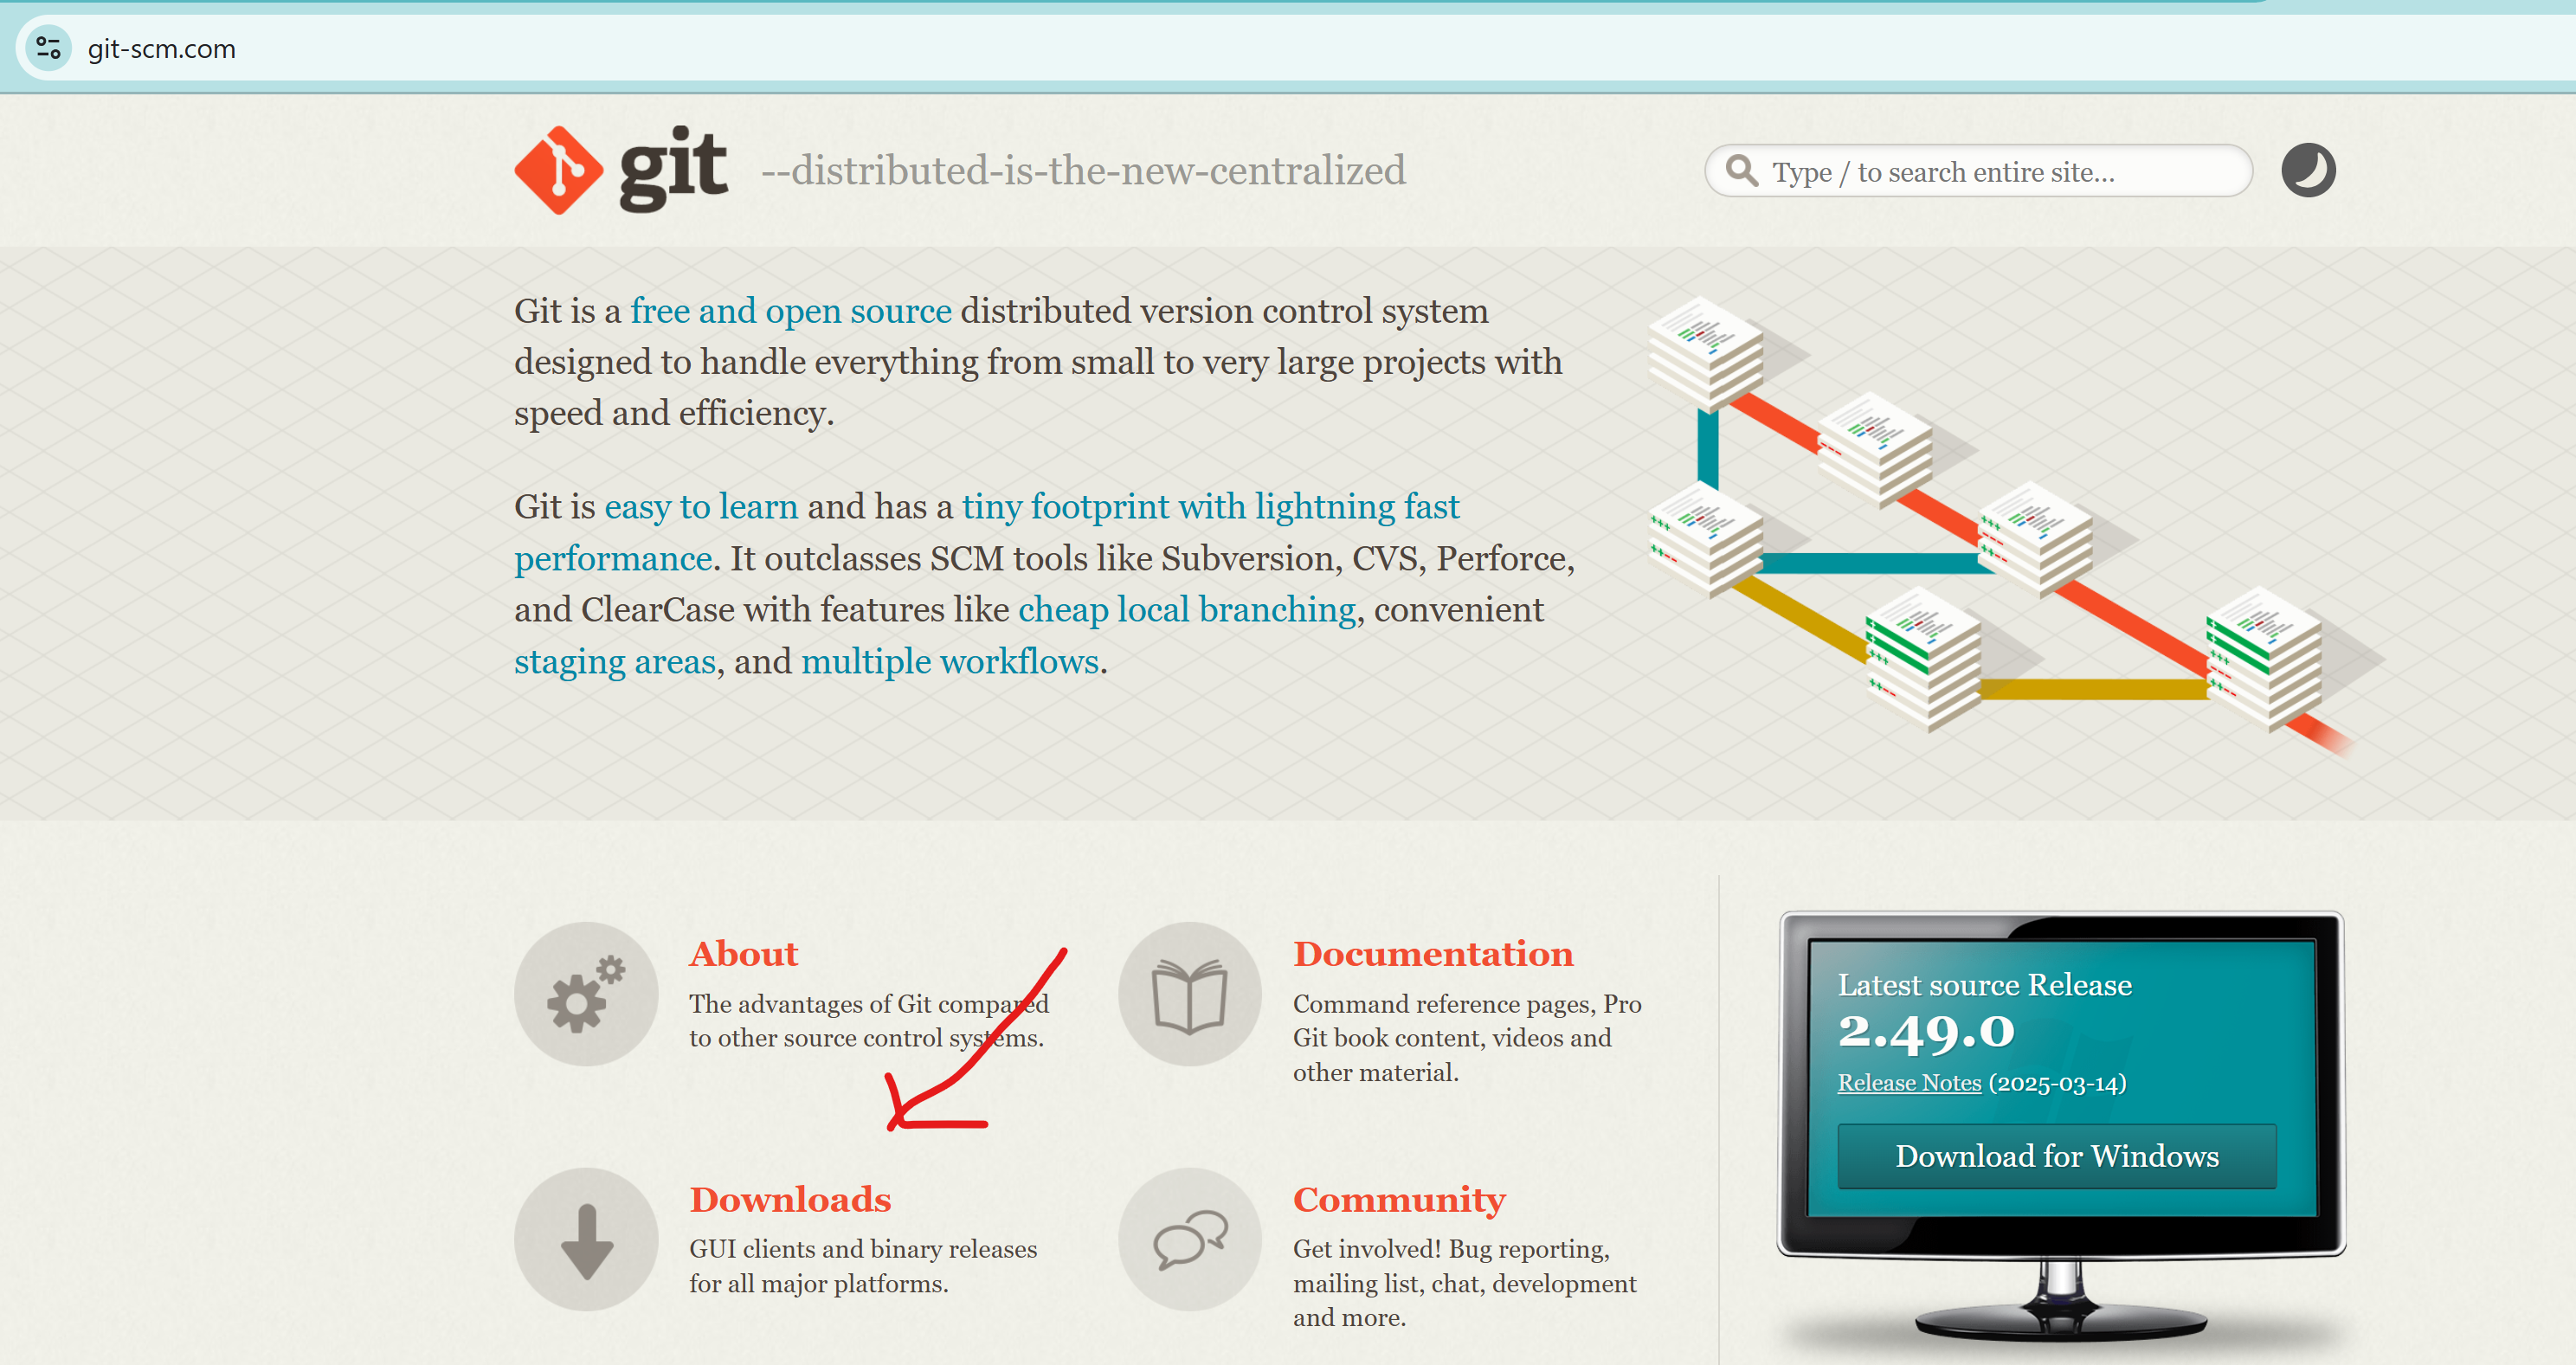 git-scm.com
git --distributed-is-the-new-centralized
Type / to search entire site...
Git is a free and open source distributed version control system
designed to handle everything from small to very large projects with
speed and efficiency.
Git is easy to learn and has a tiny footprint with lightning fast
performance. It outclasses SCM tools like Subversion, CVS, Perforce,
and ClearCase with features like cheap local branching, convenient
staging areas, and multiple workflows.
About
The advantages of Git compared
to other source control systems.
Documentation
Command reference pages, Pro
Git book content, videos and
other material.
Downloads
GUI clients and binary releases
for all major platforms.
Community
Get involved! Bug reporting,
mailing list, chat, development
and more.
Latest source Release
2.49.0
Release Notes (2025-03-14)
Download for Windows